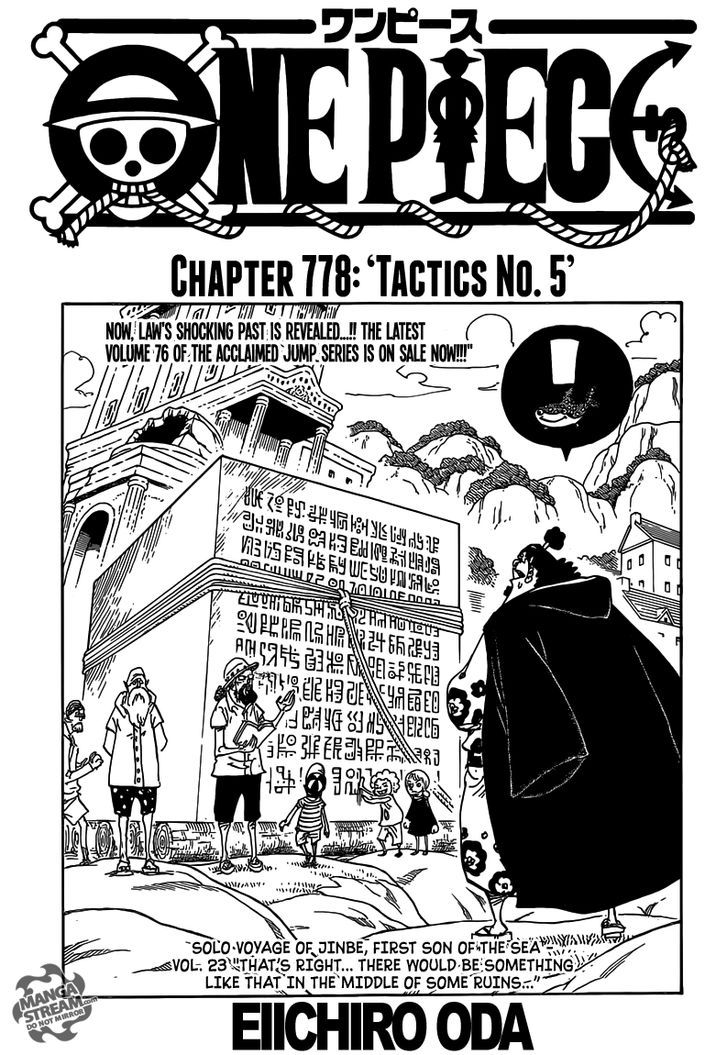 ワンピース
ONE PIECE
CHAPTER 778: ‘TACTICS NO. 5’
NOW, LAW'S SHOCKING PAST IS REVEALED...!! THE LATEST
VOLUME 76 OF THE ACCLAIMED JUMP SERIES IS ON SALE NOW!!!"
!
SOLO VOYAGE OF JINBE, FIRST SON OF THE SEA -
VOL. 23 "THAT'S RIGHT... THERE WOULD BE SOMETHING
LIKE THAT IN THE MIDDLE OF SOME RUINS..."
MANGA
STREAM.com
DO NOT MIRROR!
EIICHIRO ODA